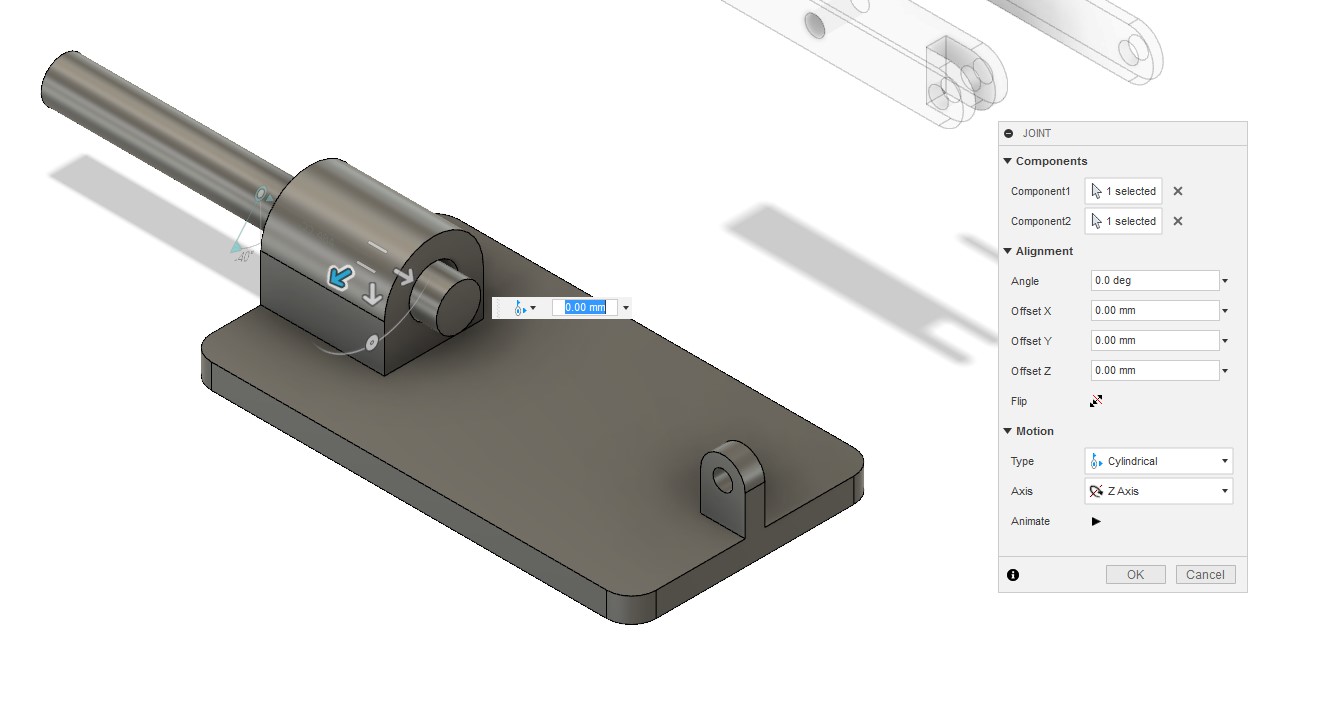 JOINT
Components
Component1 1 selected
Component2 1 selected
Alignment
Angle 0.0 deg
Offset X 0.00 mm
Offset Y 0.00 mm
Offset Z 0.00 mm
Flip
Motion
Type Cylindrical
Axis Z Axis
Animate
OK Cancel
0.00 mm